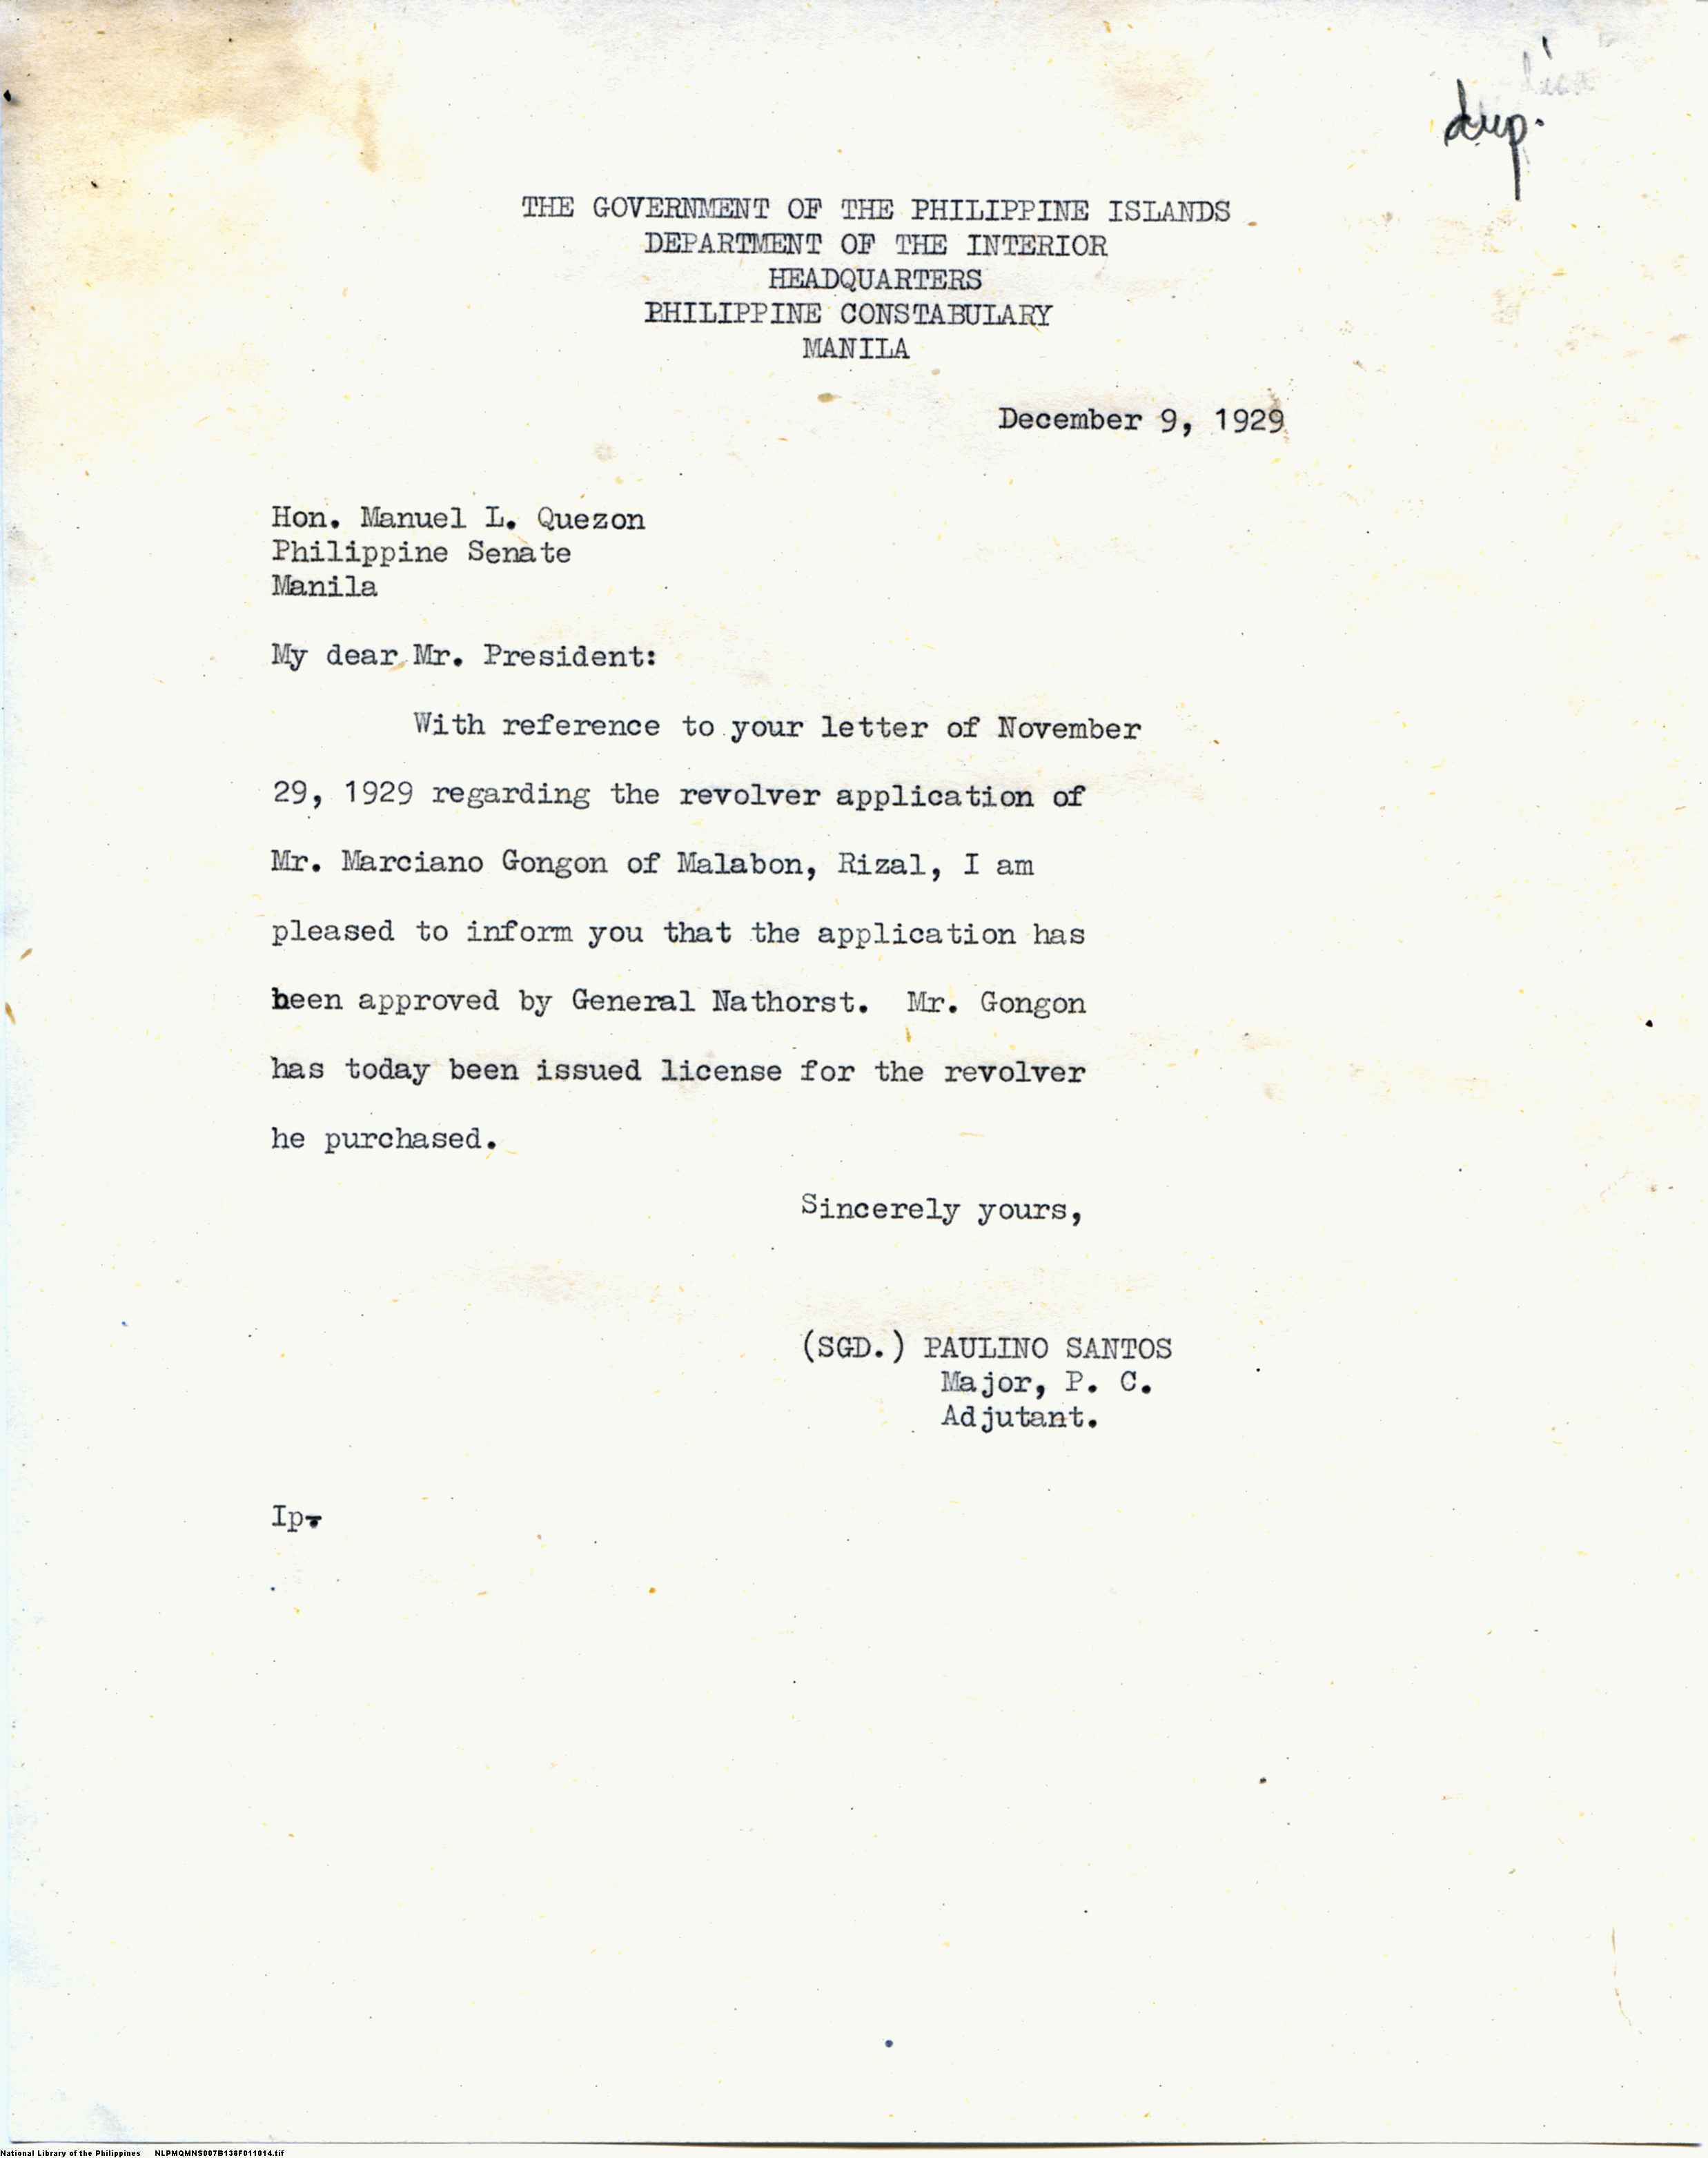 dup.
THE GOVERNMENT OF THE PHILIPPINE ISLANDS
DEPARTMENT OF THE INTERIOR
HEADQUARTERS
PHILIPPINE CONSTABULARY
MANILA
December 9, 1929
Hon. Manuel L. Quezon
Philippine Senate
Manila
My dear Mr. President:
With reference to your letter of November
29, 1929 regarding the revolver application of
Mr. Marciano Gongon of Malabon, Rizal, I am
pleased to inform you that the application has
been approved by General Nathorst. Mr. Gongon
has today been issued license for the revolver
he purchased.
Sincerely yours,
(SGD.) PAULINO SANTOS
Major, P. C.
Adjutant.
Ip-
National Library of the Philippines NLPMQMNS007B138F011014.tif